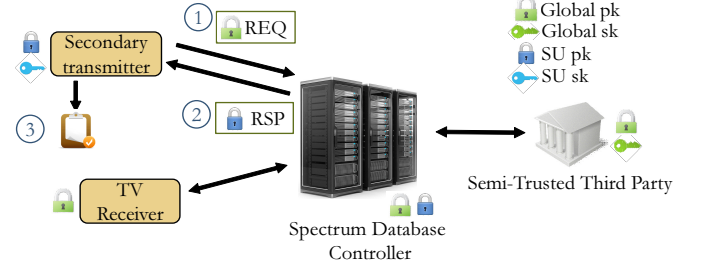 1
REQ
Global pk
Global sk
SU pk
SU sk
Secondary
transmitter
2
RSP
3
TV
Receiver
Semi-Trusted Third Party
Spectrum Database
Controller